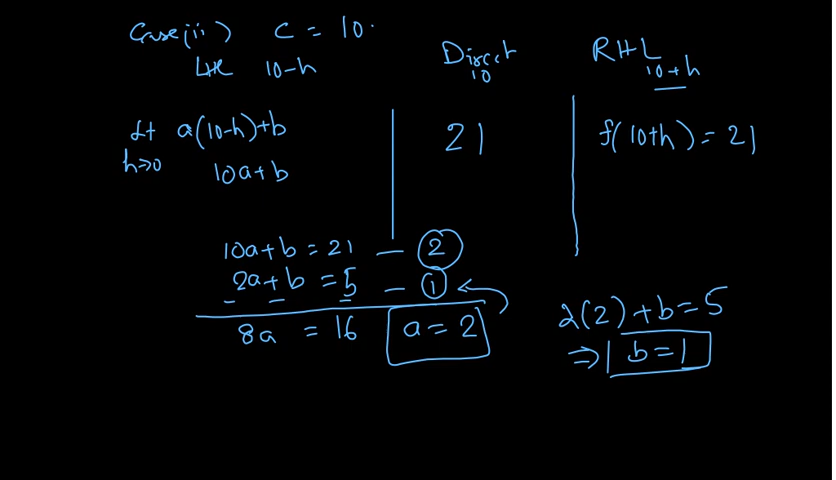 Case(ii) C = 10.
LHL 10-h
Direct
10
RHL
10+h
Lt a(10-h)+b
h→0
10a+b
21
f(10+h) = 21
10a+b = 21 — ②
2a+b = 5 — ①
8a = 16 a = 2
2(2)+b=5
⇒ b=1